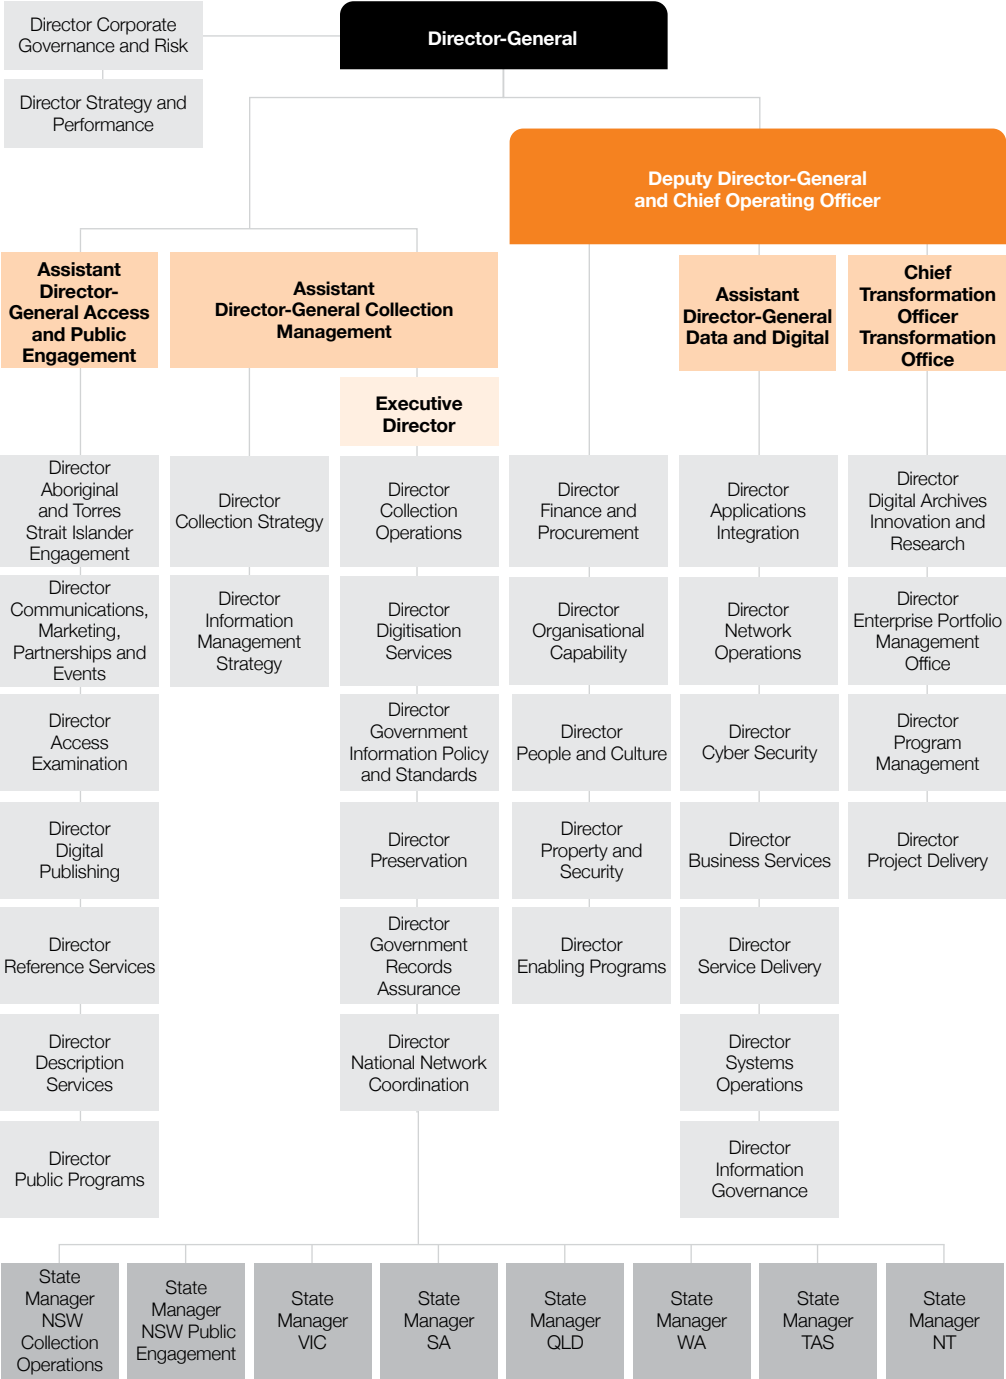 Director Corporate
Governance and Risk
Director-General
Director Strategy and
Performance
Deputy Director-General
and Chief Operating Officer
Assistant
Director-
General Access
and Public
Engagement
Assistant
Director-General Collection
Management
Assistant
Director-General
Data and Digital
Chief
Transformation
Officer
Transformation
Office
Executive
Director
Director
Aboriginal
and Torres
Strait Islander
Engagement
Director
Collection Strategy
Director
Collection
Operations
Director
Finance and
Procurement
Director
Applications
Integration
Director
Digital Archives
Innovation and
Research
Director
Communications,
Marketing,
Partnerships and
Events
Director
Information
Management
Strategy
Director
Digitisation
Services
Director
Organisational
Capability
Director
Network
Operations
Director
Enterprise Portfolio
Management
Office
Director
Access
Examination
Director
Government
Information Policy
and Standards
Director
People and Culture
Director
Cyber Security
Director
Program
Management
Director
Digital
Publishing
Director
Preservation
Director
Property and
Security
Director
Business Services
Director
Project Delivery
Director
Reference Services
Director
Government
Records
Assurance
Director
Enabling Programs
Director
Service Delivery
Director
Description
Services
Director
National Network
Coordination
Director
Systems
Operations
Director
Public Programs
Director
Information
Governance
State
Manager
NSW
Collection
Operations
State
Manager
NSW Public
Engagement
State
Manager
VIC
State
Manager
SA
State
Manager
QLD
State
Manager
WA
State
Manager
TAS
State
Manager
NT